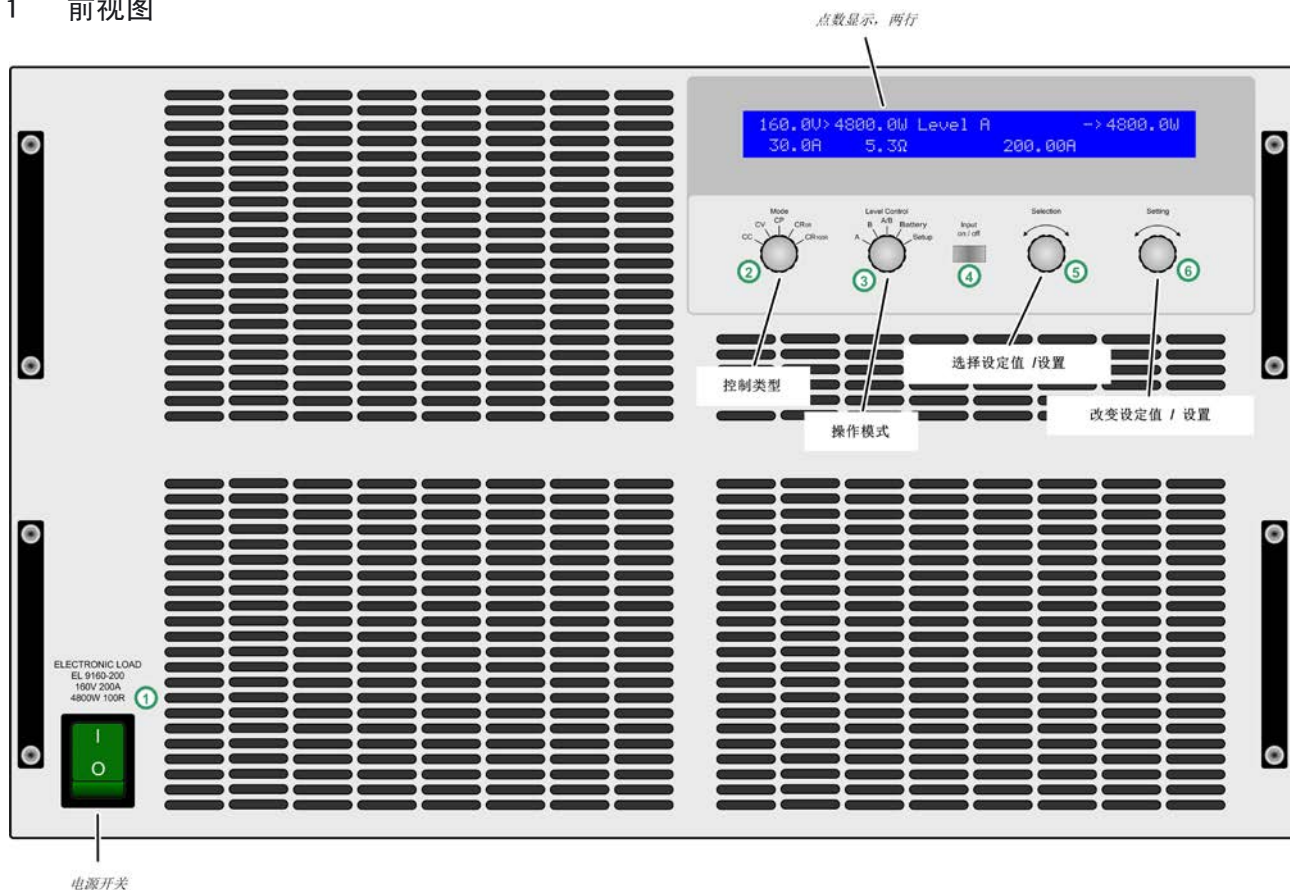 1 前视图
点数显示，两行
160.0V>4800.0W Level A ->4800.0W
30.0A 5.3Ω 200.00A
Mode
CC CV CP CR1Ω CR100Ω
Level Control
A B A/B Battery Setup
Input
on / off
Selection
Setting
2
3
4
5
6
选择设定值 /设置
控制类型
改变设定值 / 设置
操作模式
ELECTRONIC LOAD
EL 9160-200
160V 200A
4800W 100R
1
I
O
电源开关